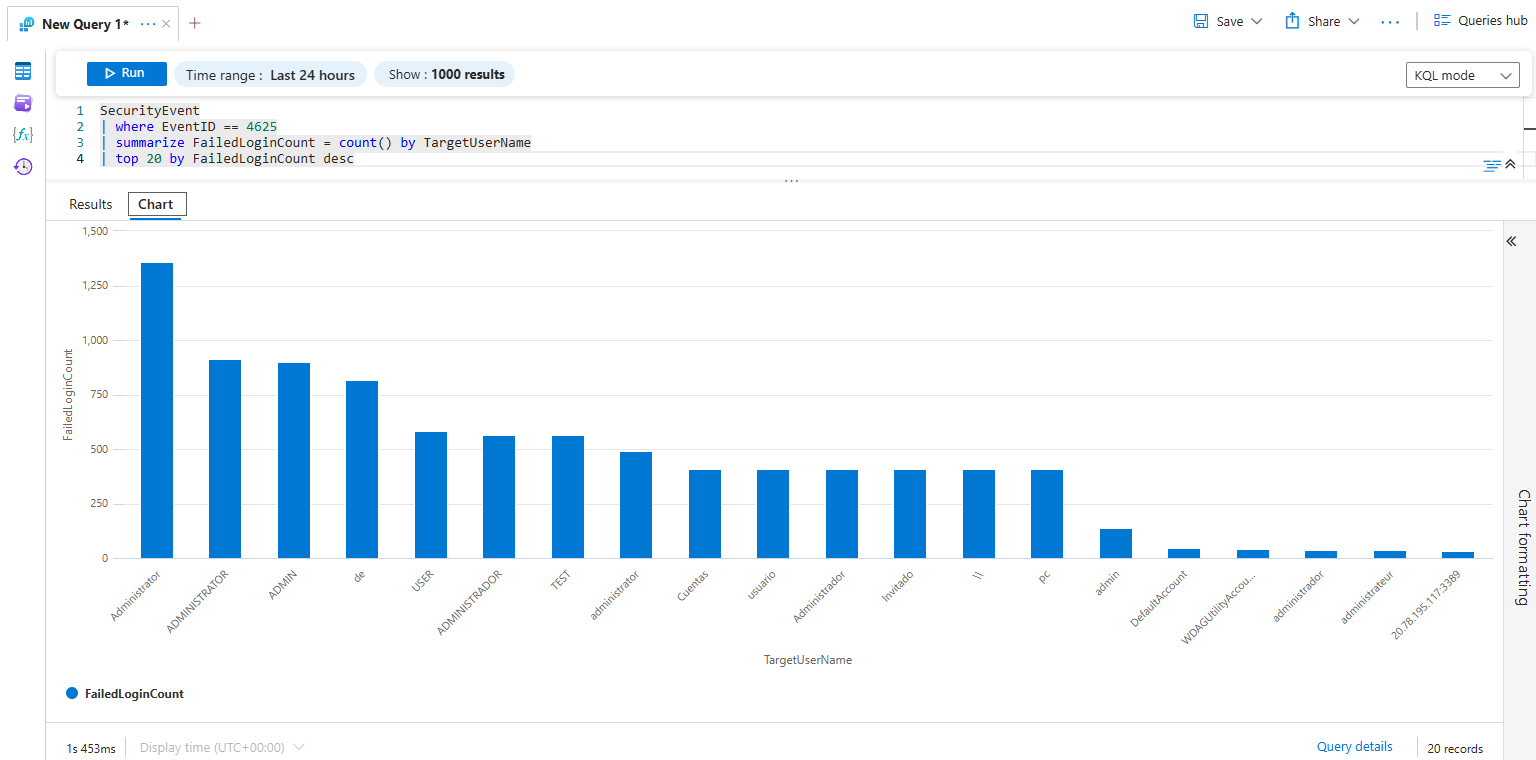 New Query 1* ···
Save
Share
···
Queries hub
Run
Time range : Last 24 hours
Show : 1000 results
KQL mode
1 SecurityEvent
2 | where EventID == 4625
3 | summarize FailedLoginCount = count() by TargetUserName
4 | top 20 by FailedLoginCount desc
{fx}
···
Results
Chart
1,500
1,250
1,000
750
500
250
0
FailedLoginCount
Administrator
ADMINISTRATOR
ADMIN
de
USER
ADMINISTRADOR
TEST
administrator
Cuentas
usuario
Administrador
Invitado
\\
pc
admin
DefaultAccount
WDAGUtilityAccou...
administrador
administrateur
20.78.195.117:3389
TargetUserName
FailedLoginCount
Chart formatting
1s 453ms
Display time (UTC+00:00)
Query details
20 records